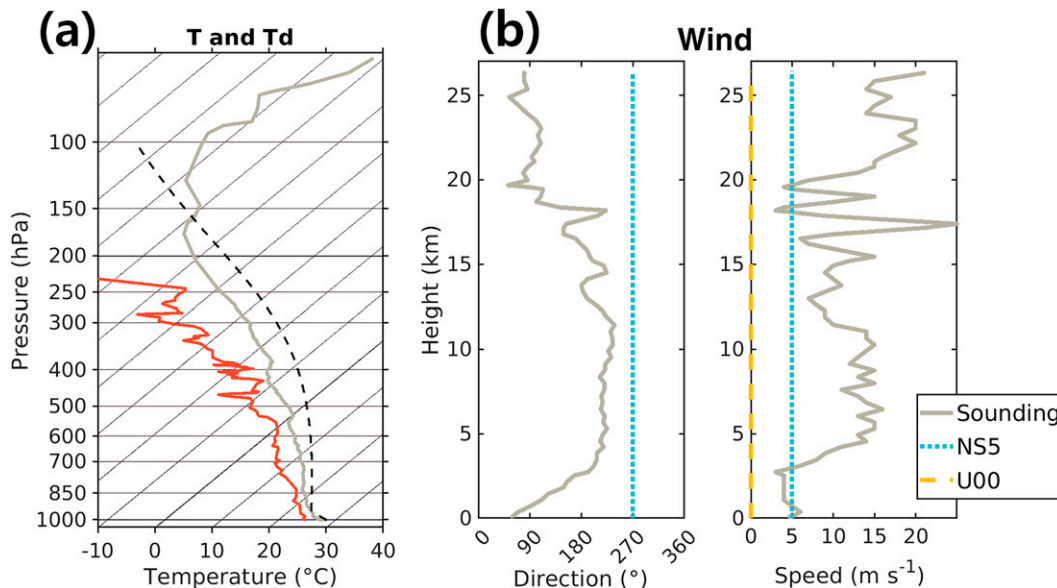 (a)
T and Td
Pressure (hPa)
100
150
200
250
300
400
500
600
700
850
1000
-10 0 10 20 30 40
Temperature (°C)
(b)
Wind
Height (km)
25
20
15
10
5
0
0 90 180 270 360
Direction (°)
25
20
15
10
5
0
0 5 10 15 20
Speed (m s-1)
Sounding
NS5
U00